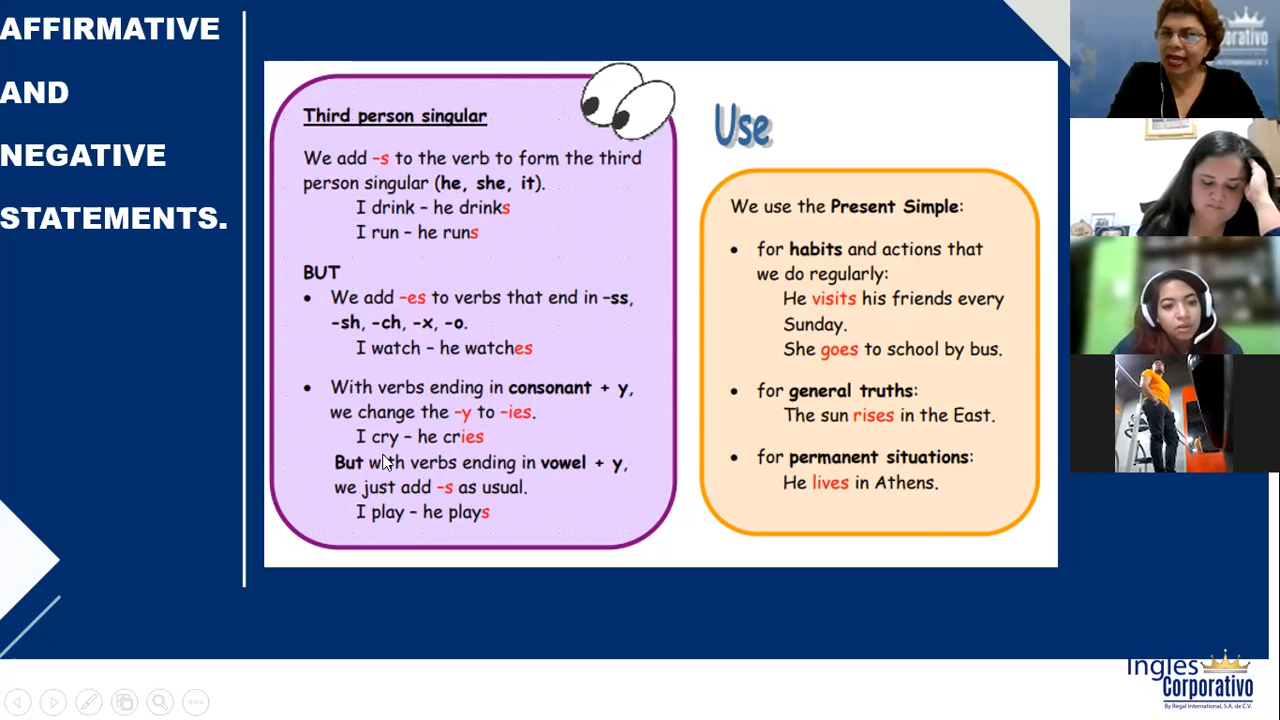 AFFIRMATIVE
AND
NEGATIVE
STATEMENTS.
Third person singular
We add –s to the verb to form the third
person singular (he, she, it).
I drink – he drinks
I run – he runs
BUT
• We add –es to verbs that end in –ss,
–sh, –ch, –x, –o.
I watch – he watches
• With verbs ending in consonant + y,
we change the –y to –ies.
I cry – he cries
But with verbs ending in vowel + y,
we just add –s as usual.
I play – he plays
Use
We use the Present Simple:
• for habits and actions that
we do regularly:
He visits his friends every
Sunday.
She goes to school by bus.
• for general truths:
The sun rises in the East.
• for permanent situations:
He lives in Athens.
Ingles
Corporativo
By Regal International, S.A. de C.V.